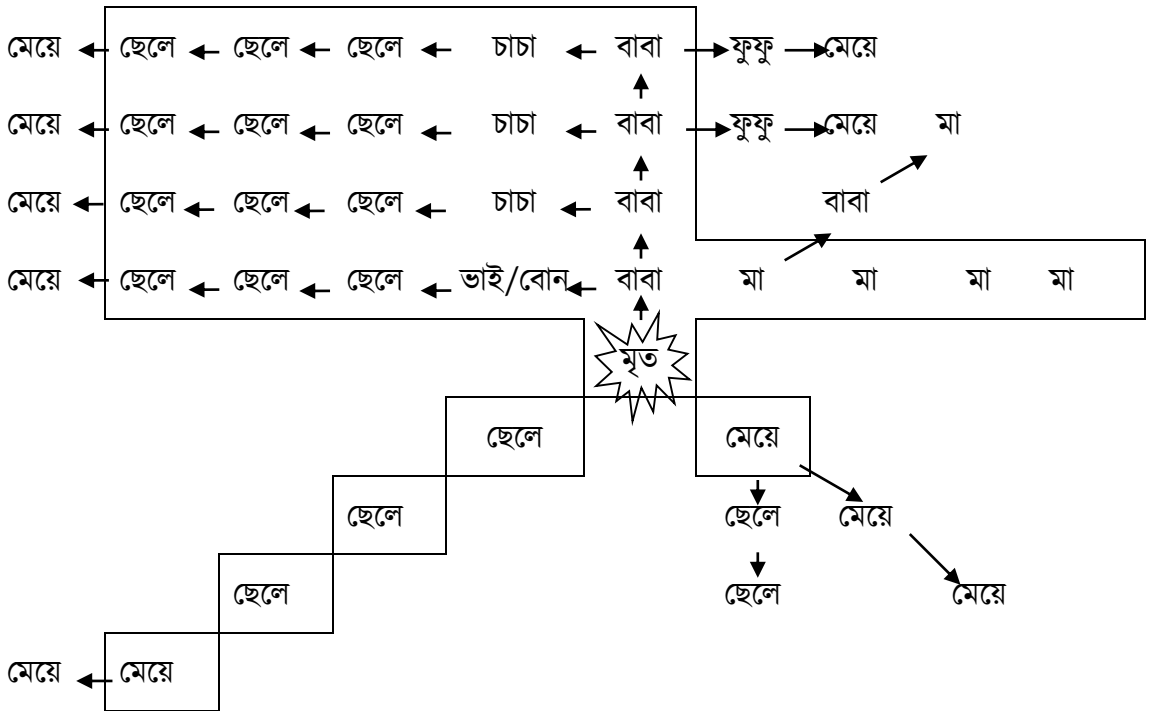 মেয়ে ছেলে ছেলে ছেলে চাচা বাবা ফুফু মেয়ে
মেয়ে ছেলে ছেলে ছেলে চাচা বাবা ফুফু মেয়ে মা
মেয়ে ছেলে ছেলে ছেলে চাচা বাবা বাবা
মেয়ে ছেলে ছেলে ছেলে ভাই/বোন বাবা মা মা মা মা
মৃত
ছেলে মেয়ে
ছেলে ছেলে মেয়ে
ছেলে ছেলে মেয়ে
মেয়ে মেয়ে